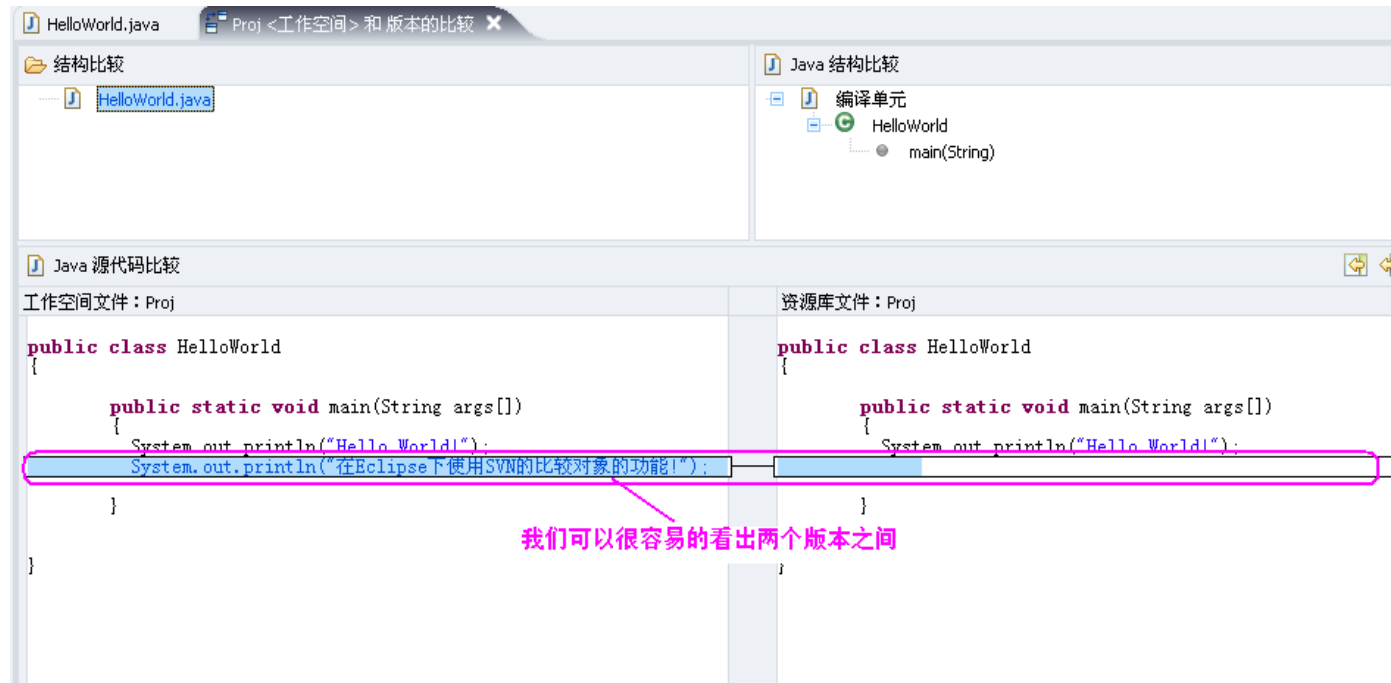 HelloWorld.java
Proj <工作空间> 和 版本的比较
结构比较
HelloWorld.java
Java 结构比较
编译单元
HelloWorld
main(String)
Java 源代码比较
工作空间文件：Proj
public class HelloWorld
{
public static void main(String args[])
{
System.out.println("Hello World!");
System.out.println("在Eclipse下使用SVN的比较对象的功能!");
}
}
资源库文件：Proj
public class HelloWorld
{
public static void main(String args[])
{
System.out.println("Hello World!");
}
}
我们可以很容易的看出两个版本之间